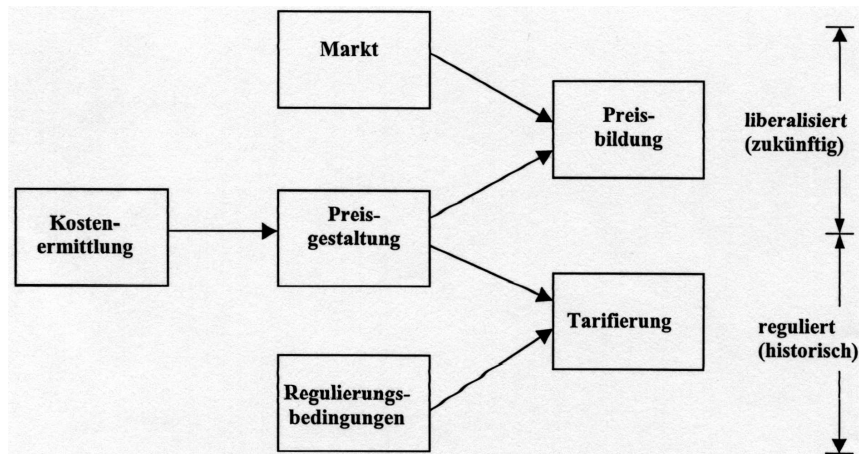 Markt
Preis-
bildung
liberalisiert
(zukünftig)
Kosten-
ermittlung
Preis-
gestaltung
Tarifierung
reguliert
(historisch)
Regulierungs-
bedingungen